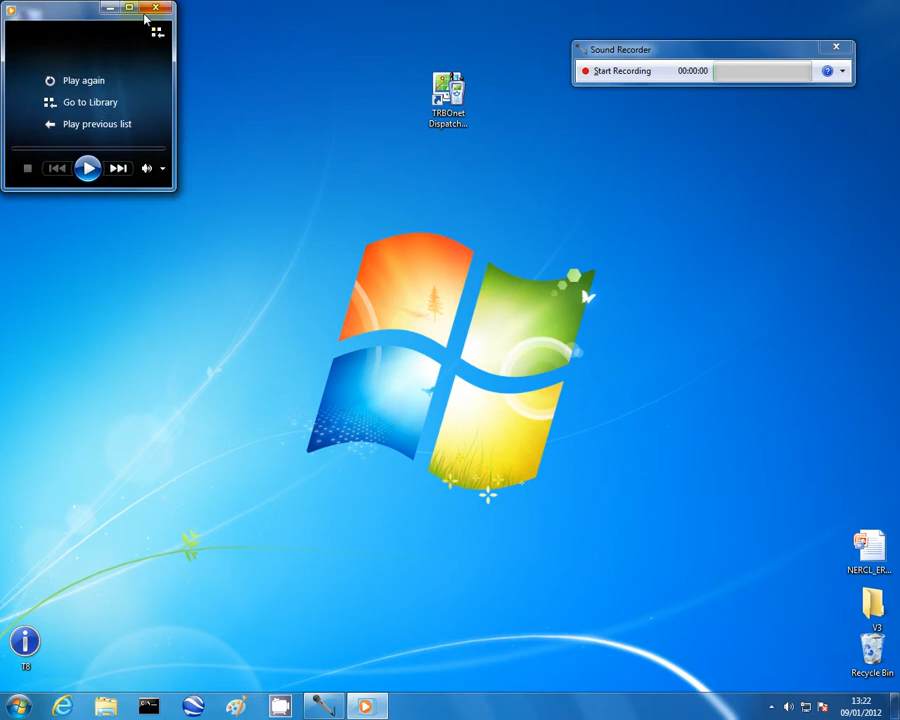 Play again
Go to Library
Play previous list
Sound Recorder
Start Recording
00:00:00
TRBOnet
Dispatch...
NERCL_ER...
V3
Recycle Bin
T8
13:22
09/01/2012